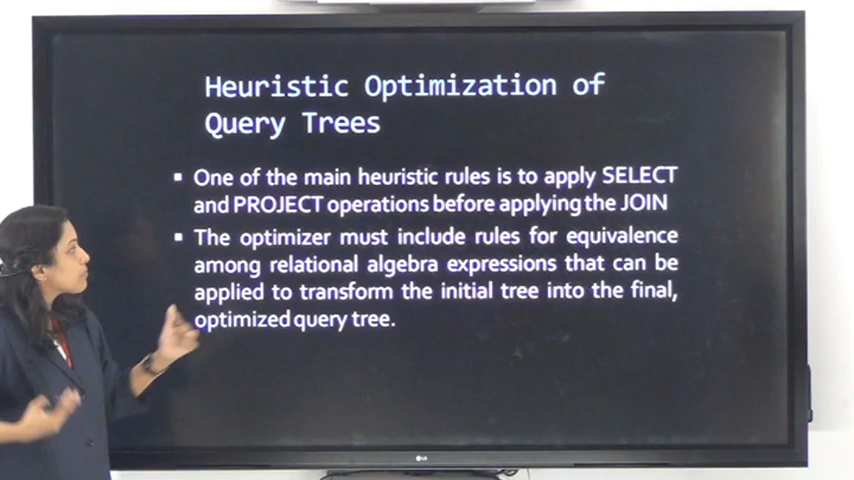 Heuristic Optimization of
Query Trees
▪ One of the main heuristic rules is to apply SELECT
and PROJECT operations before applying the JOIN
▪ The optimizer must include rules for equivalence
among relational algebra expressions that can be
applied to transform the initial tree into the final,
optimized query tree.
LG